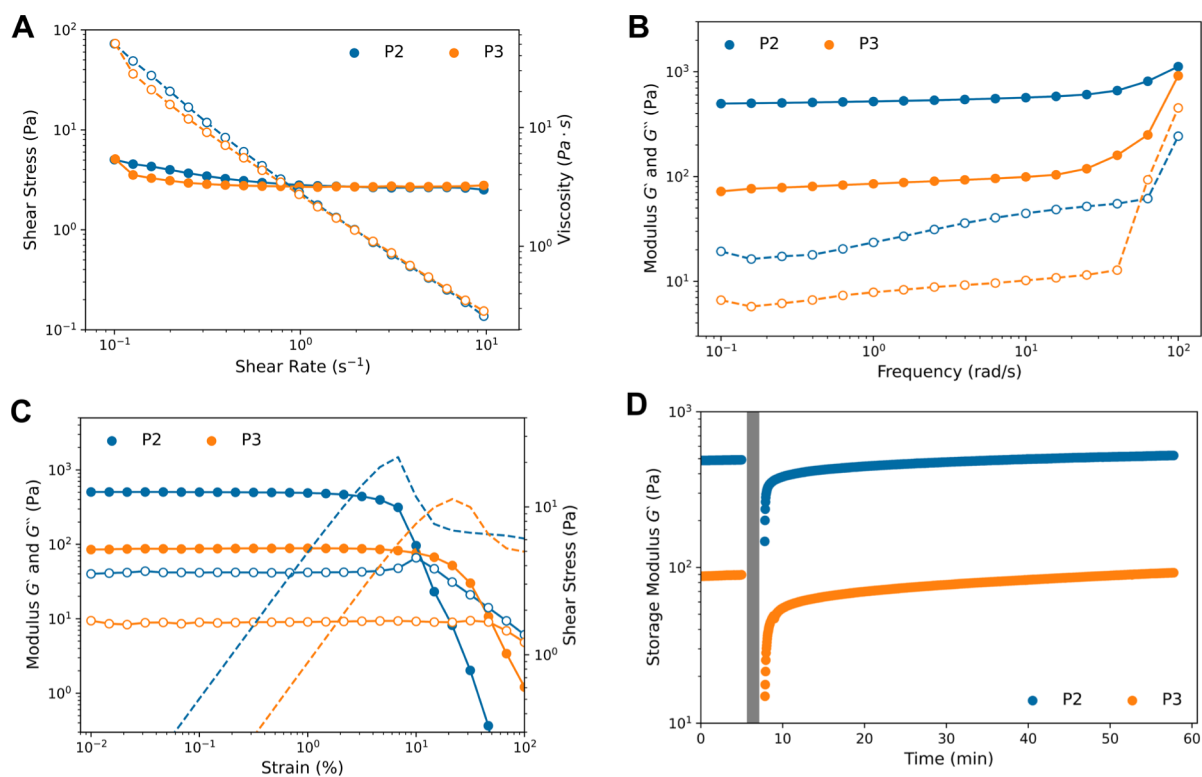 A
P2
P3
10²
10¹
10⁰
10⁻¹
Shear Stress (Pa)
10¹
10⁰
Viscosity (Pa · s)
10⁻¹
10⁰
10¹
Shear Rate (s⁻¹)
B
P2
P3
10³
10²
10¹
Modulus G` and G`` (Pa)
10⁻¹
10⁰
10¹
10²
Frequency (rad/s)
C
P2
P3
10³
10²
10¹
10⁰
Modulus G` and G`` (Pa)
10¹
10⁰
Shear Stress (Pa)
10⁻²
10⁻¹
10⁰
10¹
10²
Strain (%)
D
10³
10²
10¹
Storage Modulus G` (Pa)
P2
P3
0
10
20
30
40
50
60
Time (min)